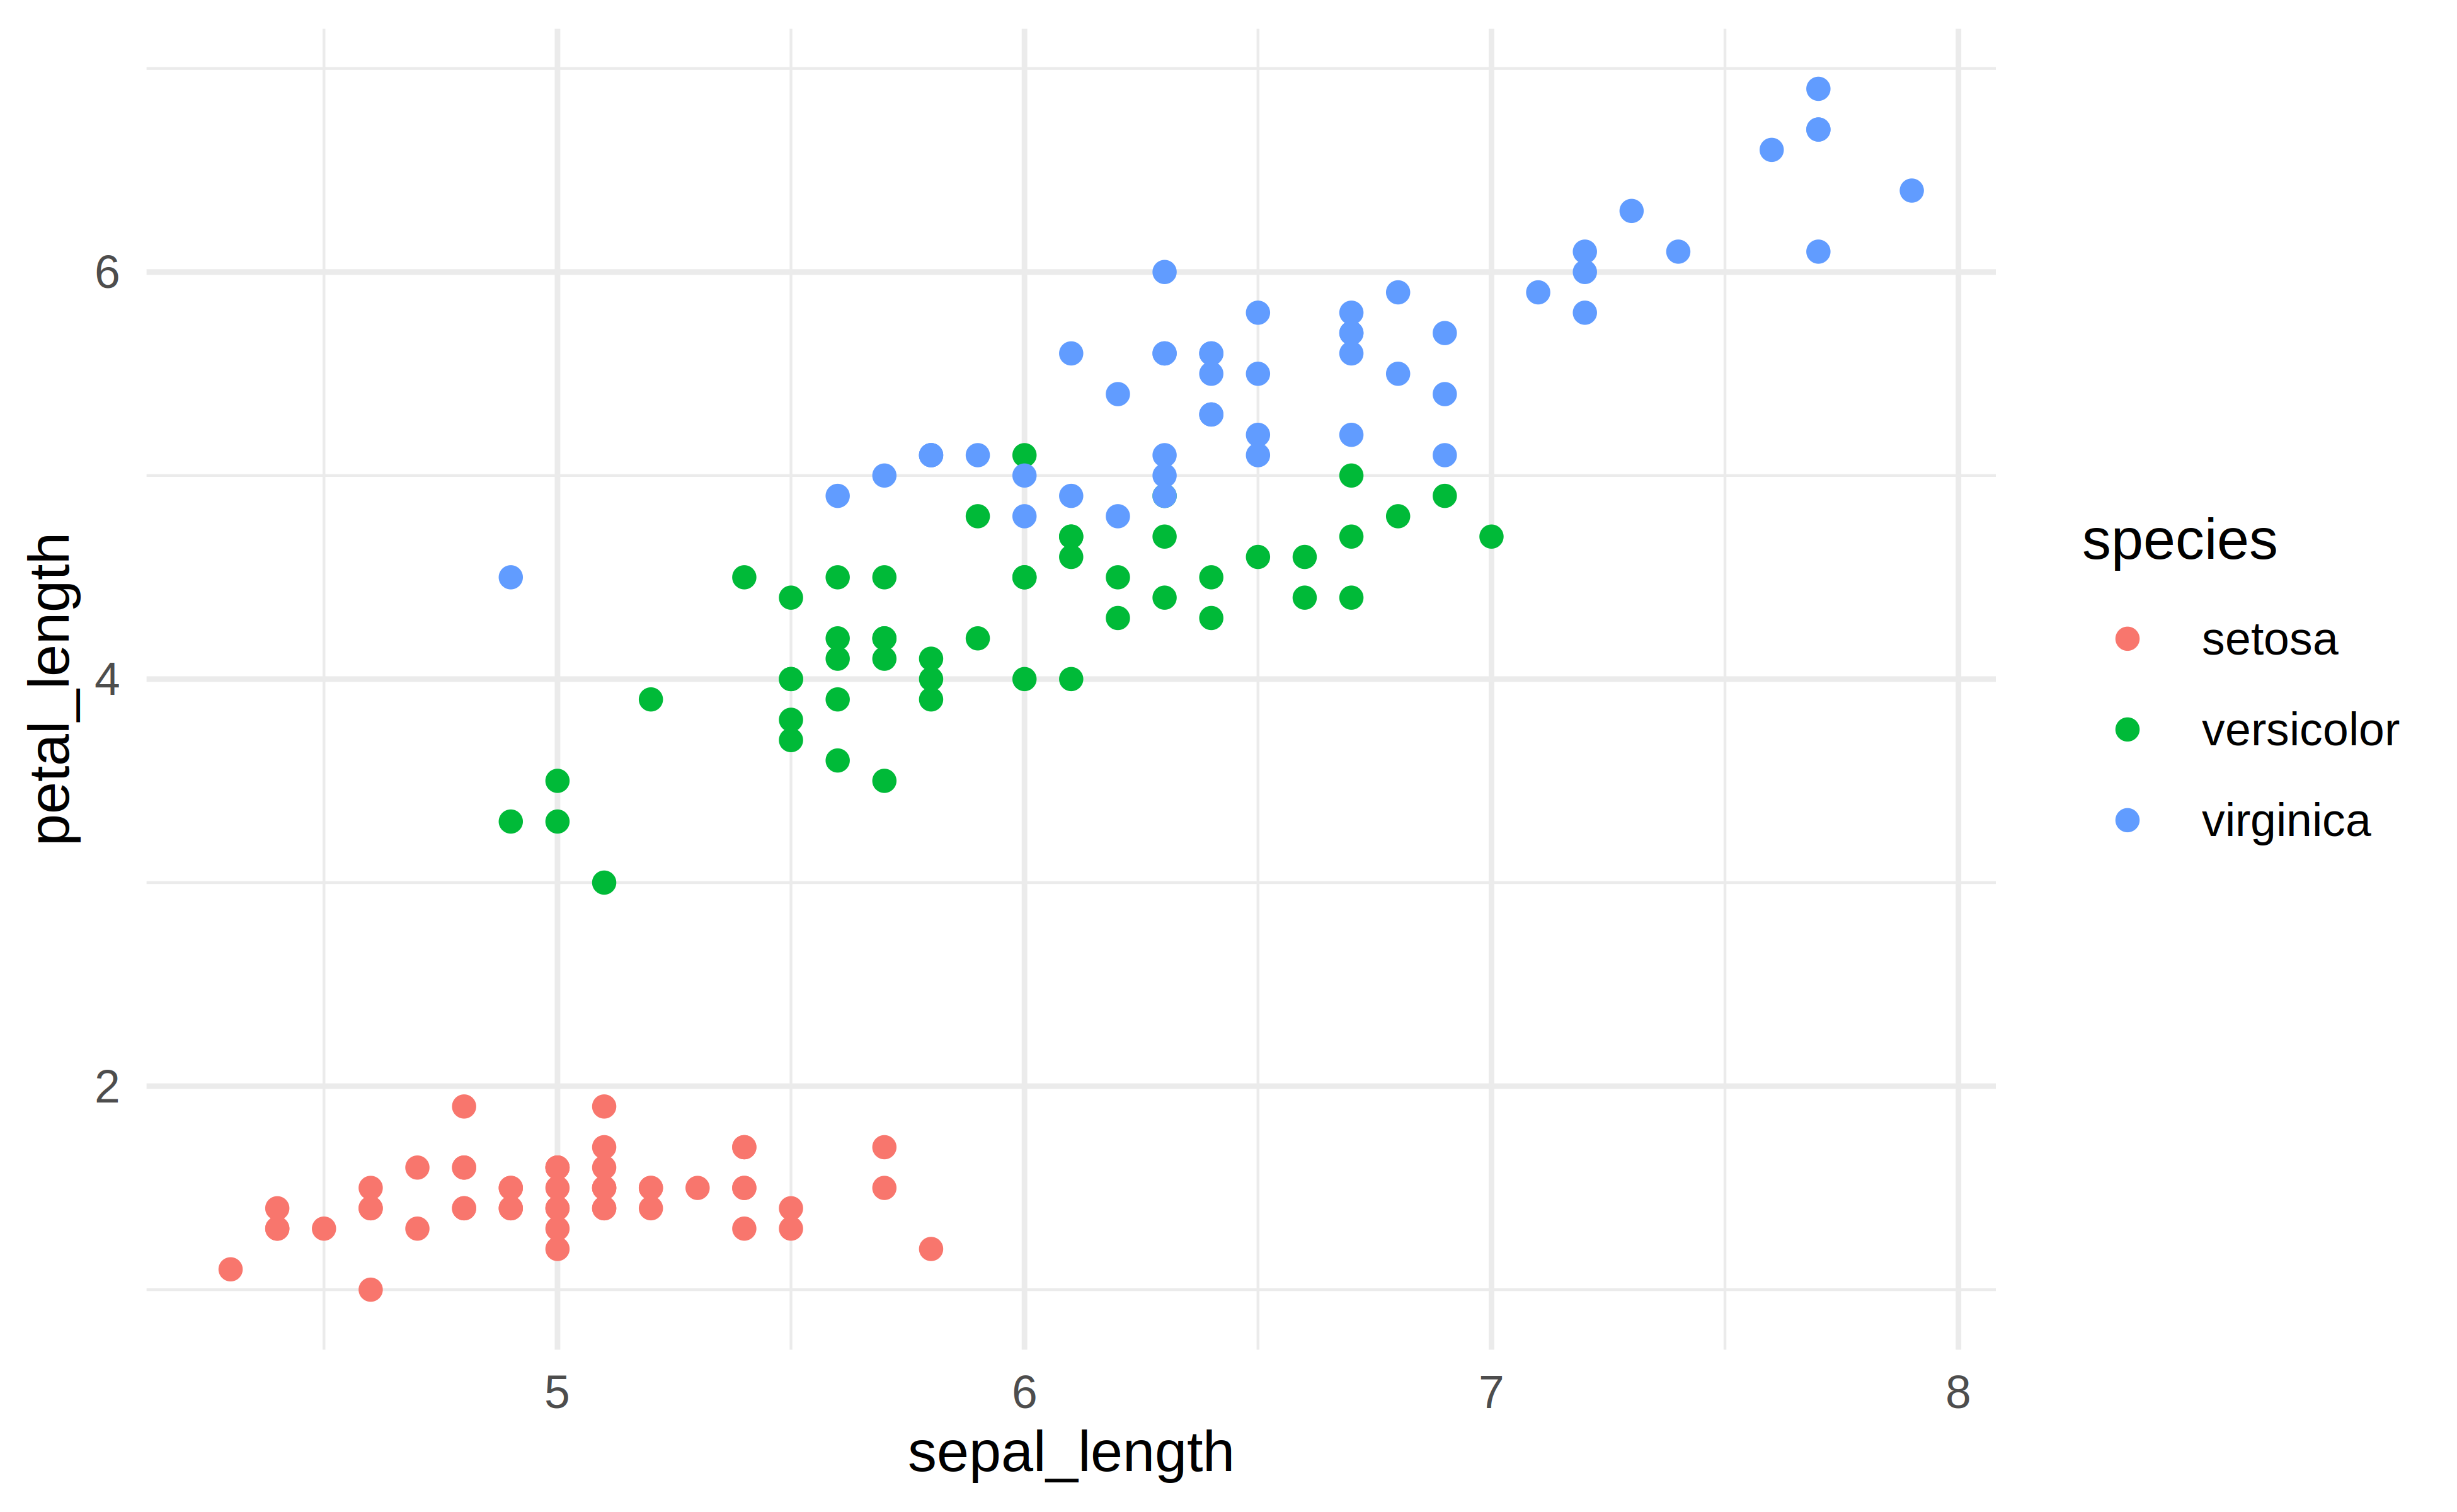 6
4
2
petal_length
5 6 7 8
sepal_length
species
setosa
versicolor
virginica